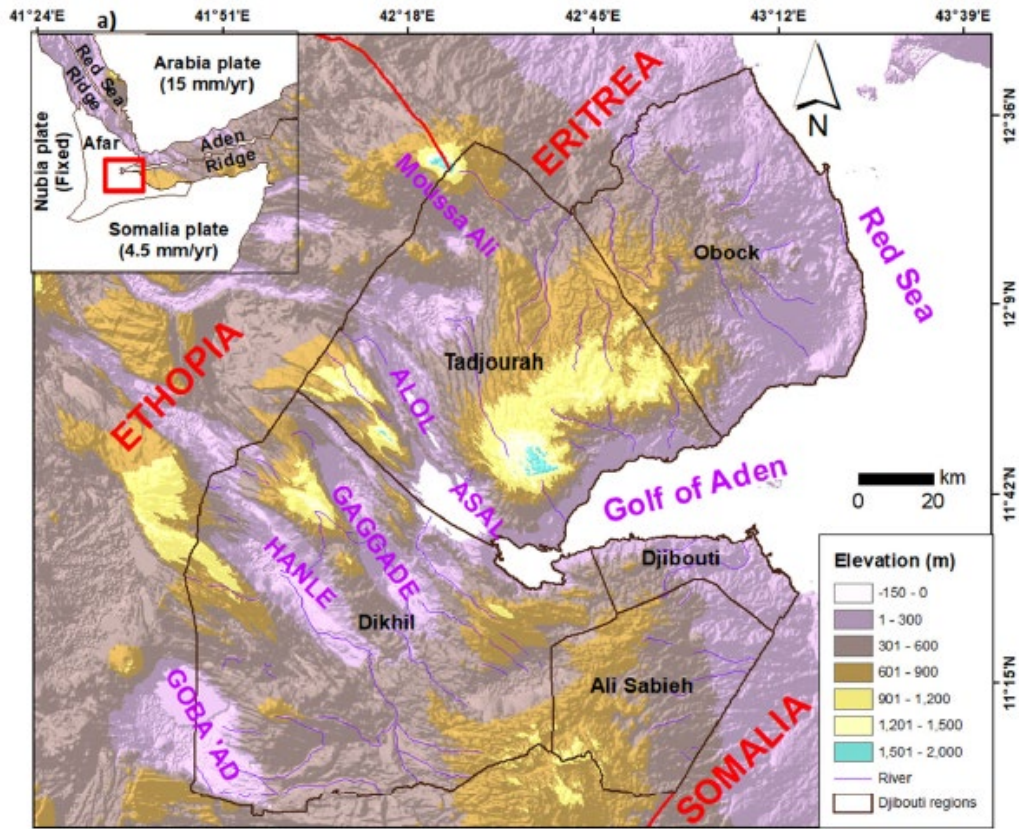 41°24'E
41°51'E
42°18'E
42°45'E
43°12'E
43°39'E
a)
Red Sea
Ridge
Arabia plate
(15 mm/yr)
Nubia plate
(Fixed)
Afar
Aden
Ridge
Somalia plate
(4.5 mm/yr)
ERITREA
N
12°36'N
Moussa Ali
Obock
Red Sea
12°9'N
ETHOPIA
Tadjourah
ALOL
ASAL
Golf of Aden
km
0 20
11°42'N
GAGGADE
HANLE
Djibouti
Dikhil
Ali Sabieh
11°15'N
GOBA 'AD
SOMALIA
Elevation (m)
-150 - 0
1 - 300
301 - 600
601 - 900
901 - 1,200
1,201 - 1,500
1,501 - 2,000
River
Djibouti regions